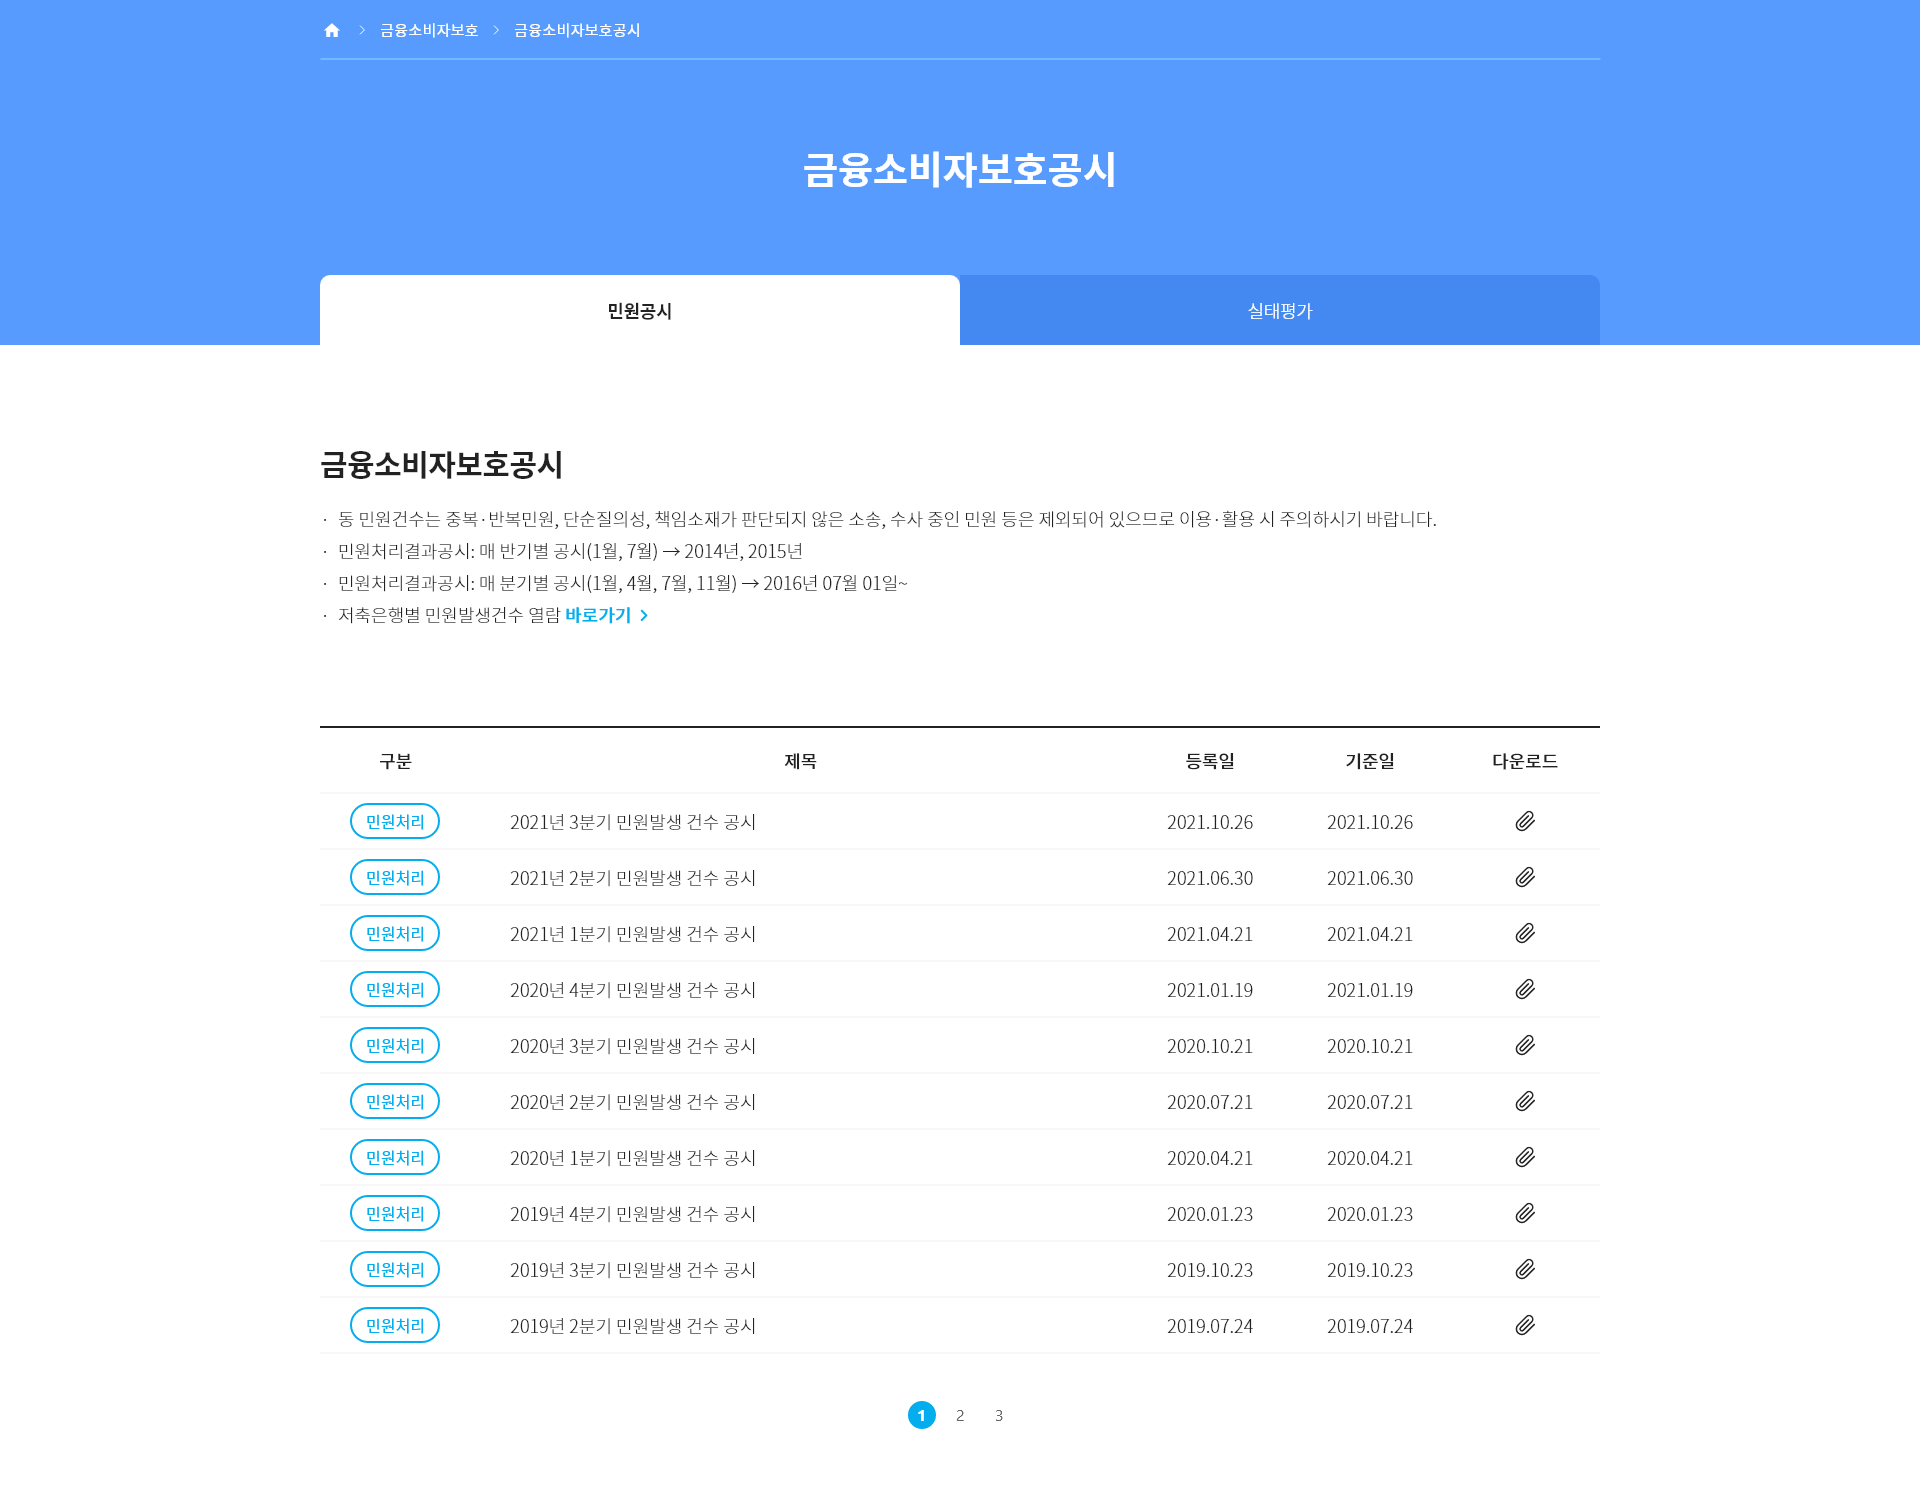 금융소비자보호 금융소비자보호공시
금융소비자보호공시
민원공시 실태평가
금융소비자보호공시
· 동 민원건수는 중복·반복민원, 단순질의성, 책임소재가 판단되지 않은 소송, 수사 중인 민원 등은 제외되어 있으므로 이용·활용 시 주의하시기 바랍니다.
· 민원처리결과공시: 매 반기별 공시(1월, 7월) → 2014년, 2015년
· 민원처리결과공시: 매 분기별 공시(1월, 4월, 7월, 11월) → 2016년 07월 01일~
· 저축은행별 민원발생건수 열람 바로가기
구분 제목 등록일 기준일 다운로드
민원처리 2021년 3분기 민원발생 건수 공시 2021.10.26 2021.10.26
민원처리 2021년 2분기 민원발생 건수 공시 2021.06.30 2021.06.30
민원처리 2021년 1분기 민원발생 건수 공시 2021.04.21 2021.04.21
민원처리 2020년 4분기 민원발생 건수 공시 2021.01.19 2021.01.19
민원처리 2020년 3분기 민원발생 건수 공시 2020.10.21 2020.10.21
민원처리 2020년 2분기 민원발생 건수 공시 2020.07.21 2020.07.21
민원처리 2020년 1분기 민원발생 건수 공시 2020.04.21 2020.04.21
민원처리 2019년 4분기 민원발생 건수 공시 2020.01.23 2020.01.23
민원처리 2019년 3분기 민원발생 건수 공시 2019.10.23 2019.10.23
민원처리 2019년 2분기 민원발생 건수 공시 2019.07.24 2019.07.24
1 2 3